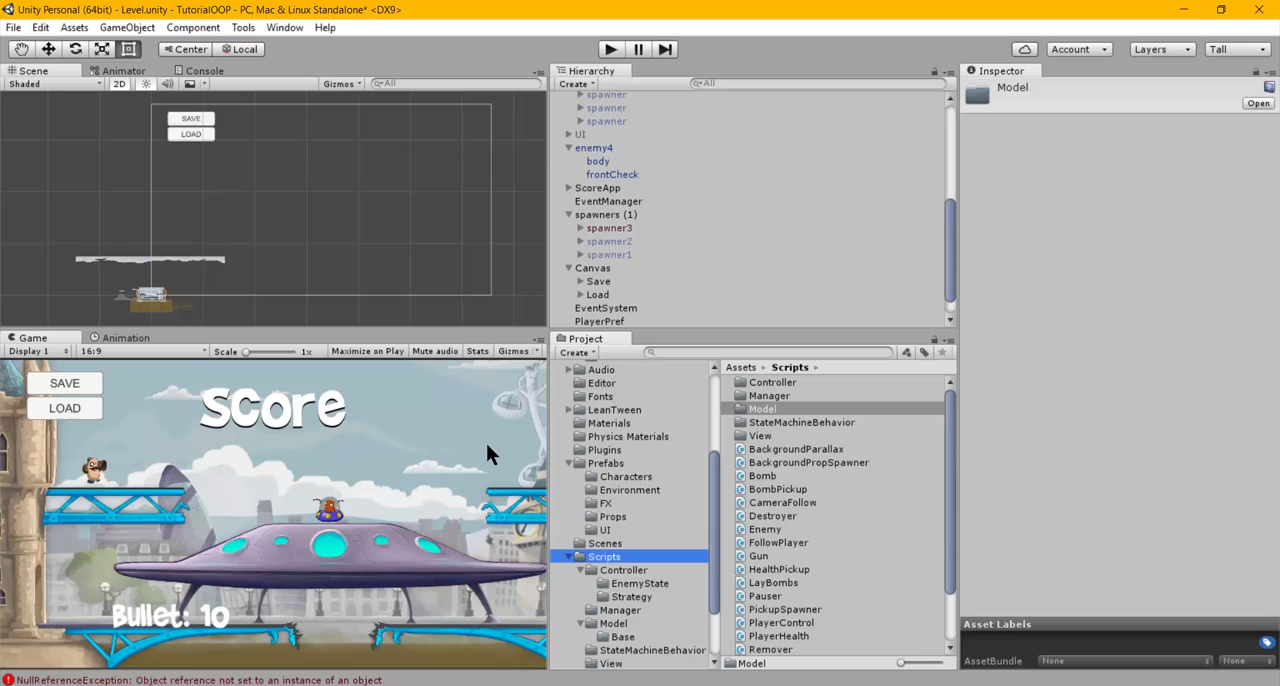 Unity Personal (64bit) - Level.unity - TutorialOOP - PC, Mac & Linux Standalone* <DX9>
File Edit Assets GameObject Component Tools Window Help
Center Local Account Layers Tall
Scene Animator Console Hierarchy Inspector
Shaded 2D Gizmos All Create All Model
Open
spawner
spawner
spawner
SAVE
LOAD
UI
enemy4
body
frontCheck
ScoreApp
EventManager
spawners (1)
spawner3
spawner2
spawner1
Canvas
Save
Load
EventSystem
PlayerPref
Game Animation Project
Display 1 16:9 Scale 1x Maximize on Play Mute audio Stats Gizmos Create
SAVE
LOAD
score
Bullet: 10
Audio
Editor
Fonts
LeanTween
Materials
Physics Materials
Plugins
Prefabs
Characters
Environment
FX
Props
UI
Scenes
Scripts
Controller
EnemyState
Strategy
Manager
Model
Base
StateMachineBehavior
View
Assets Scripts
Controller
Manager
Model
StateMachineBehavior
View
BackgroundParallax
BackgroundPropSpawner
Bomb
BombPickup
CameraFollow
Destroyer
Enemy
FollowPlayer
Gun
HealthPickup
LayBombs
Pauser
PickupSpawner
PlayerControl
PlayerHealth
Remover
Model
Asset Labels
AssetBundle None None
NullReferenceException: Object reference not set to an instance of an object